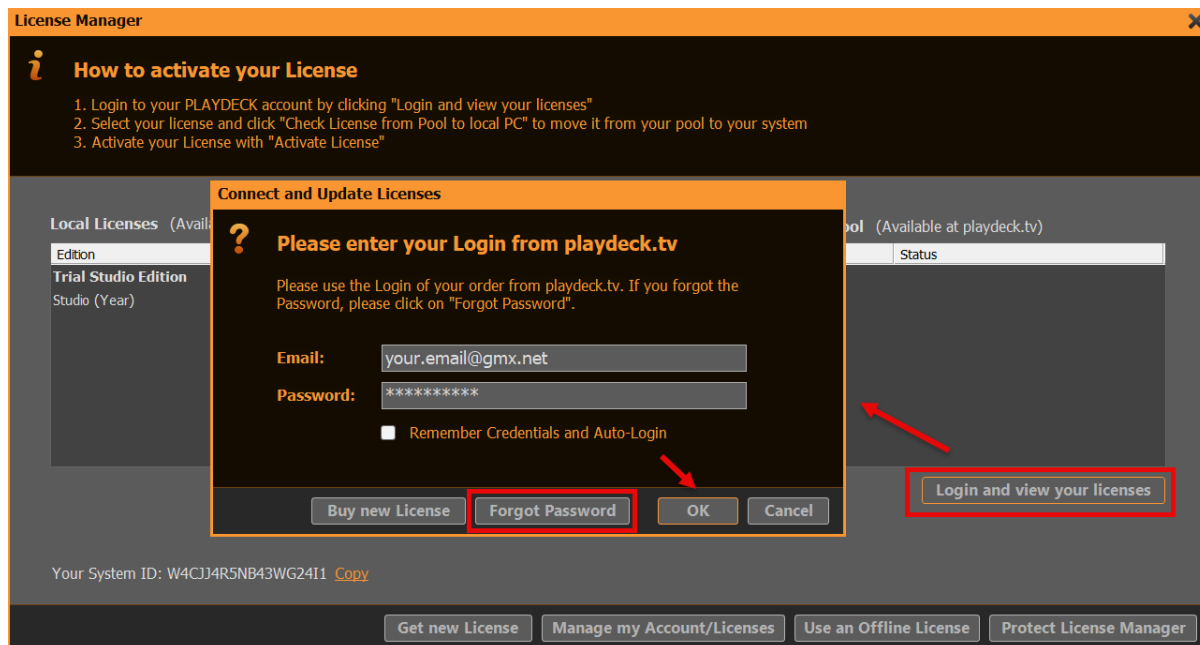 License Manager
How to activate your License
1. Login to your PLAYDECK account by clicking "Login and view your licenses"
2. Select your license and click "Check License from Pool to local PC" to move it from your pool to your system
3. Activate your License with "Activate License"
Connect and Update Licenses
Local Licenses (Avail
ool (Available at playdeck.tv)
Edition
Status
Trial Studio Edition
Studio (Year)
Please enter your Login from playdeck.tv
Please use the Login of your order from playdeck.tv. If you forgot the
Password, please click on "Forgot Password".
Email: your.email@gmx.net
Password: **********
Remember Credentials and Auto-Login
Login and view your licenses
Buy new License Forgot Password OK Cancel
Your System ID: W4CJJ4R5NB43WG24I1 Copy
Get new License Manage my Account/Licenses Use an Offline License Protect License Manager